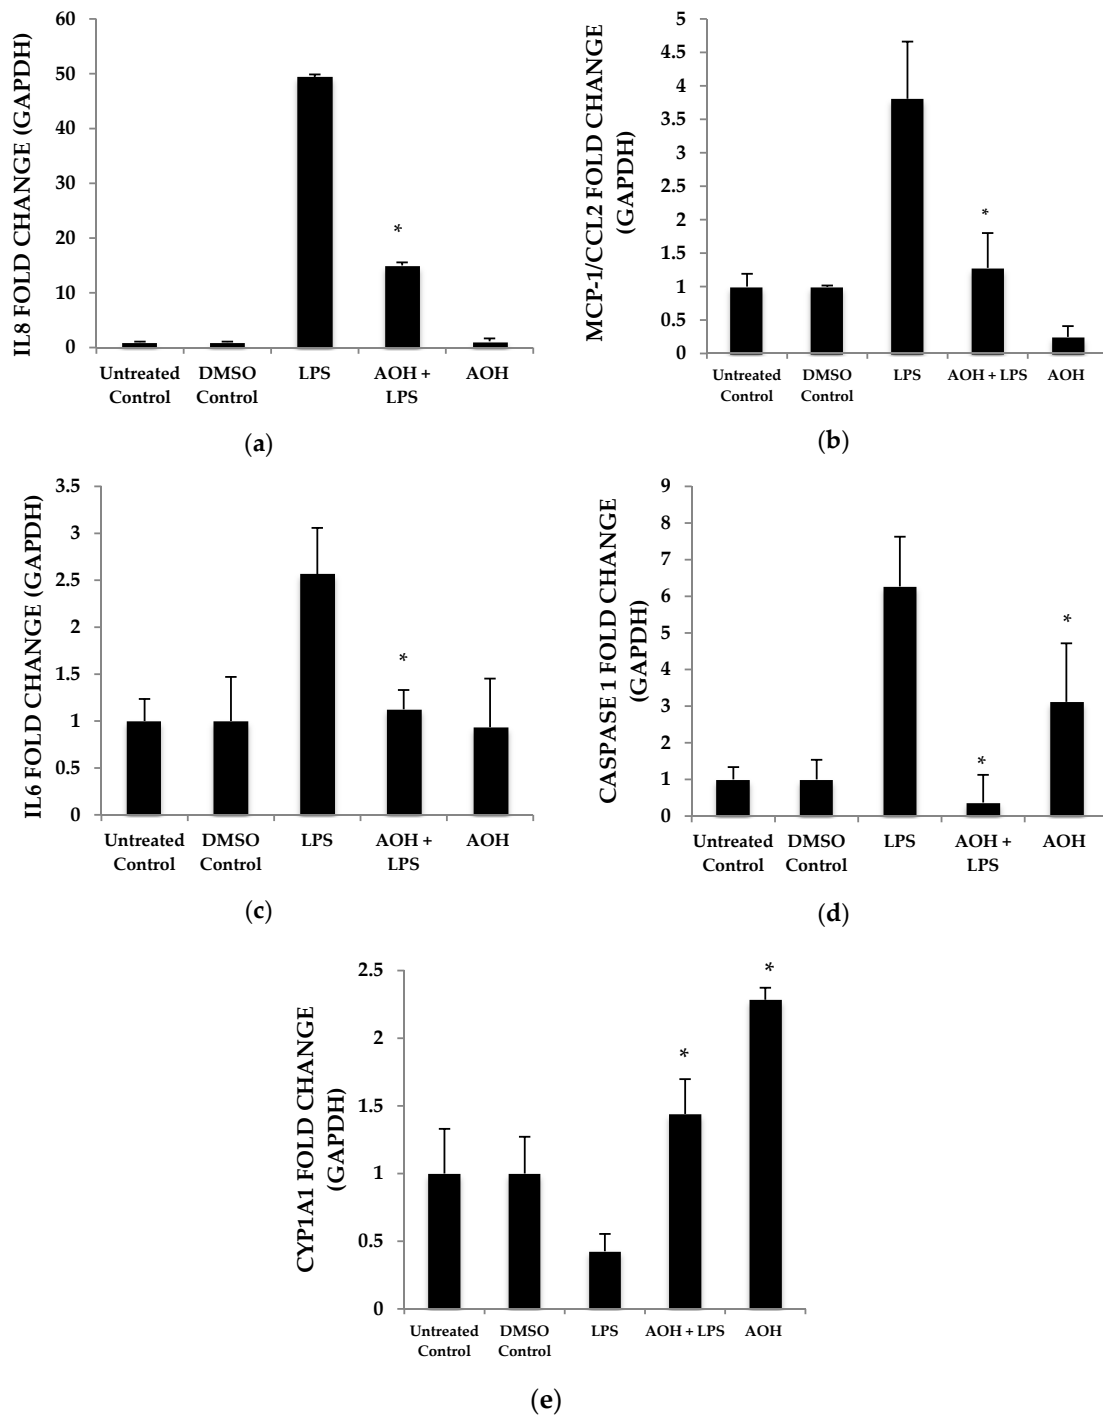 IL8 FOLD CHANGE (GAPDH)
60
50
40
30
20
10
0
*
Untreated Control
DMSO Control
LPS
AOH + LPS
AOH
(a)
MCP-1/CCL2 FOLD CHANGE
(GAPDH)
5
4.5
4
3.5
3
2.5
2
1.5
1
0.5
0
*
Untreated Control
DMSO Control
LPS
AOH + LPS
AOH
(b)
IL6 FOLD CHANGE (GAPDH)
3.5
3
2.5
2
1.5
1
0.5
0
*
Untreated Control
DMSO Control
LPS
AOH + LPS
AOH
(c)
CASPASE 1 FOLD CHANGE
(GAPDH)
9
8
7
6
5
4
3
2
1
0
*
*
Untreated Control
DMSO Control
LPS
AOH + LPS
AOH
(d)
CYP1A1 FOLD CHANGE
(GAPDH)
2.5
2
1.5
1
0.5
0
*
*
Untreated Control
DMSO Control
LPS
AOH + LPS
AOH
(e)